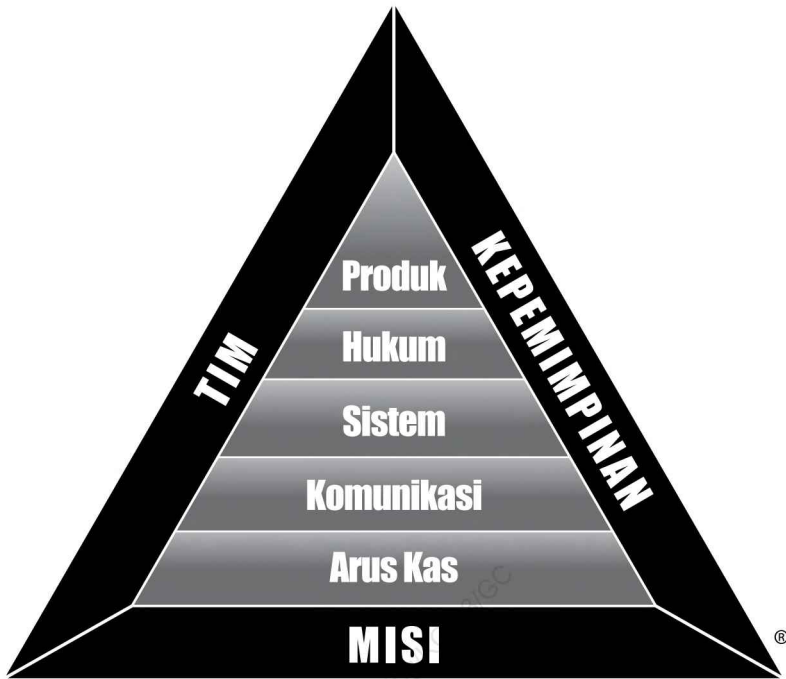 TIM
KEPEMIMPINAN
Produk
Hukum
Sistem
Komunikasi
Arus Kas
MISI
®